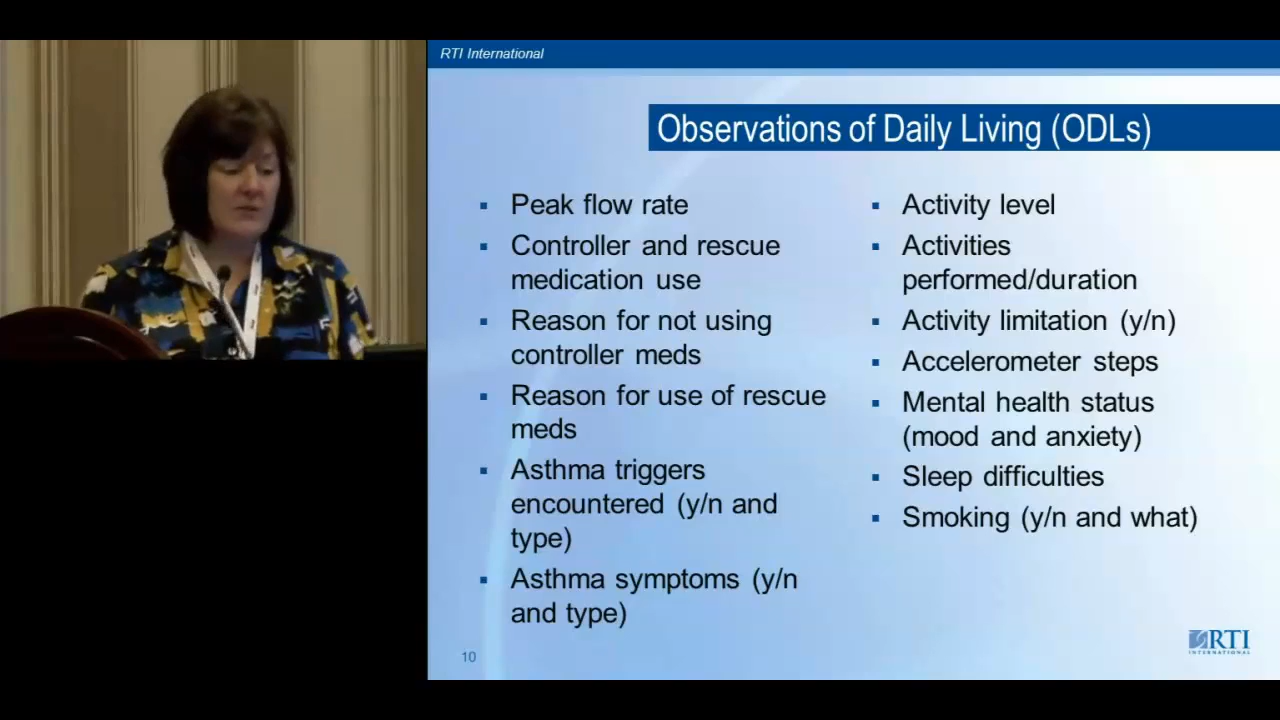 RTI International
Observations of Daily Living (ODLs)
▪ Peak flow rate
▪ Controller and rescue
medication use
▪ Reason for not using
controller meds
▪ Reason for use of rescue
meds
▪ Asthma triggers
encountered (y/n and
type)
▪ Asthma symptoms (y/n
and type)
▪ Activity level
▪ Activities
performed/duration
▪ Activity limitation (y/n)
▪ Accelerometer steps
▪ Mental health status
(mood and anxiety)
▪ Sleep difficulties
▪ Smoking (y/n and what)
10
RTI
INTERNATIONAL